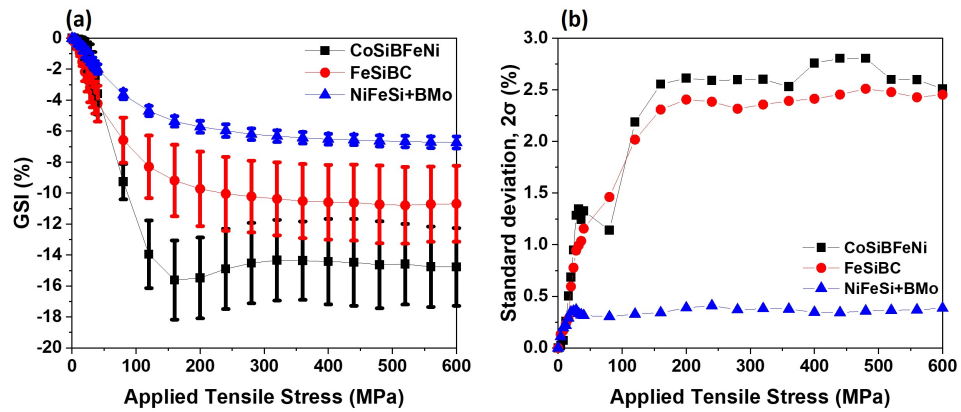 (a)
0
-2
-4
-6
-8
-10
-12
-14
-16
-18
-20
GSI (%)
CoSiBFeNi
FeSiBC
NiFeSi+BMo
0 100 200 300 400 500 600
Applied Tensile Stress (MPa)
(b)
3.0
2.5
2.0
1.5
1.0
0.5
0.0
Standard deviation, 2σ (%)
CoSiBFeNi
FeSiBC
NiFeSi+BMo
0 100 200 300 400 500 600
Applied Tensile Stress (MPa)